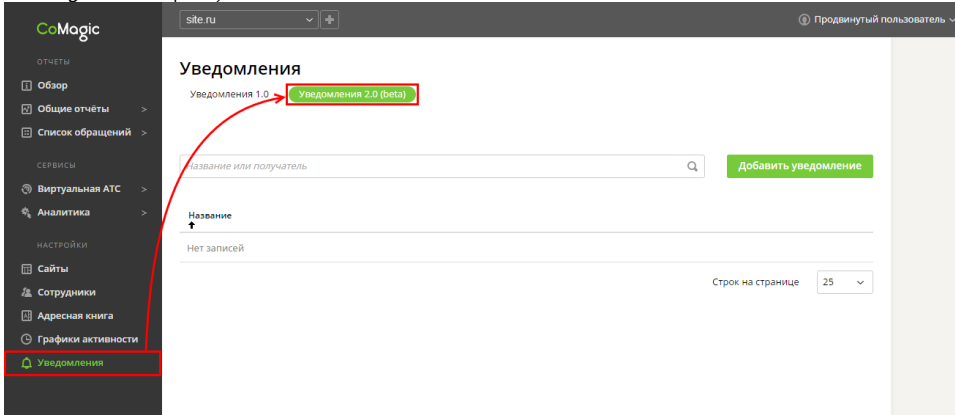 site.ru
Продвинутый пользователь
CoMagic
ОТЧЕТЫ
Обзор
Общие отчёты >
Список обращений >
СЕРВИСЫ
Виртуальная АТС >
Аналитика >
НАСТРОЙКИ
Сайты
Сотрудники
Адресная книга
Графики активности
Уведомления
Уведомления
Уведомления 1.0 Уведомления 2.0 (beta)
Название или получатель
Добавить уведомление
Название
Нет записей
Строк на странице 25